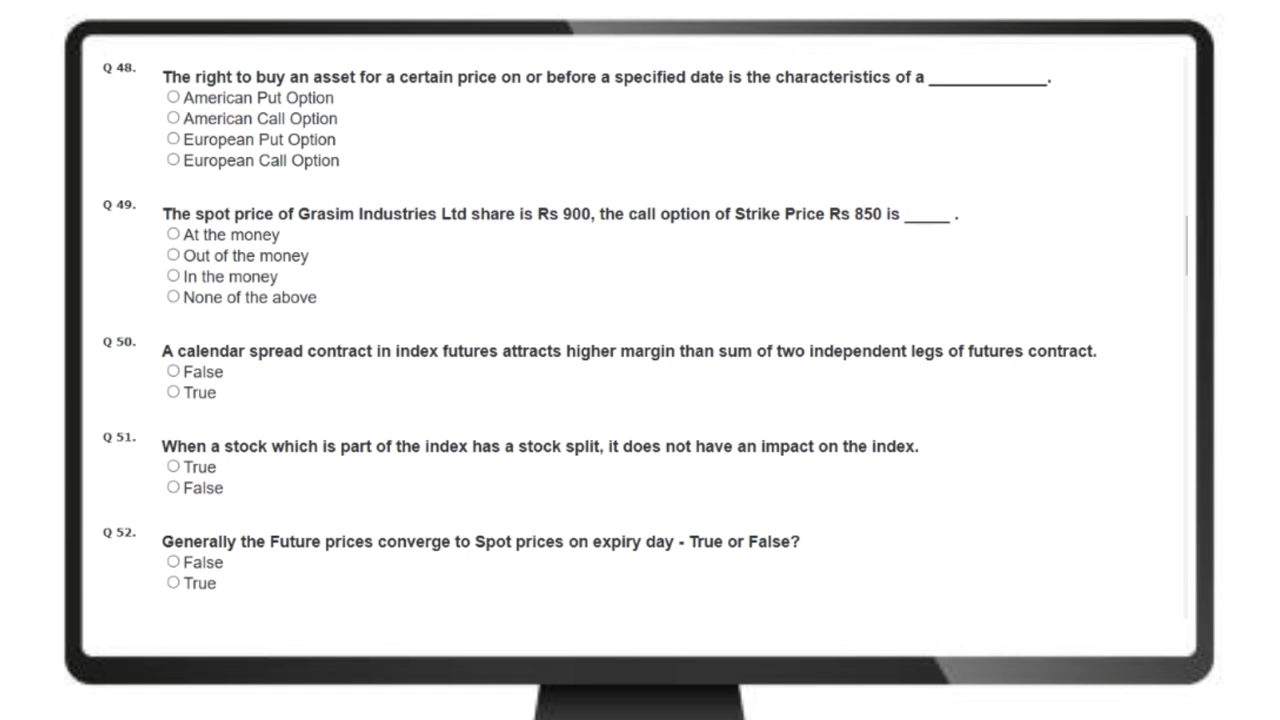 Q 48.
The right to buy an asset for a certain price on or before a specified date is the characteristics of a _____________.
American Put Option
American Call Option
European Put Option
European Call Option
Q 49.
The spot price of Grasim Industries Ltd share is Rs 900, the call option of Strike Price Rs 850 is _____ .
At the money
Out of the money
In the money
None of the above
Q 50.
A calendar spread contract in index futures attracts higher margin than sum of two independent legs of futures contract.
False
True
Q 51.
When a stock which is part of the index has a stock split, it does not have an impact on the index.
True
False
Q 52.
Generally the Future prices converge to Spot prices on expiry day - True or False?
False
True